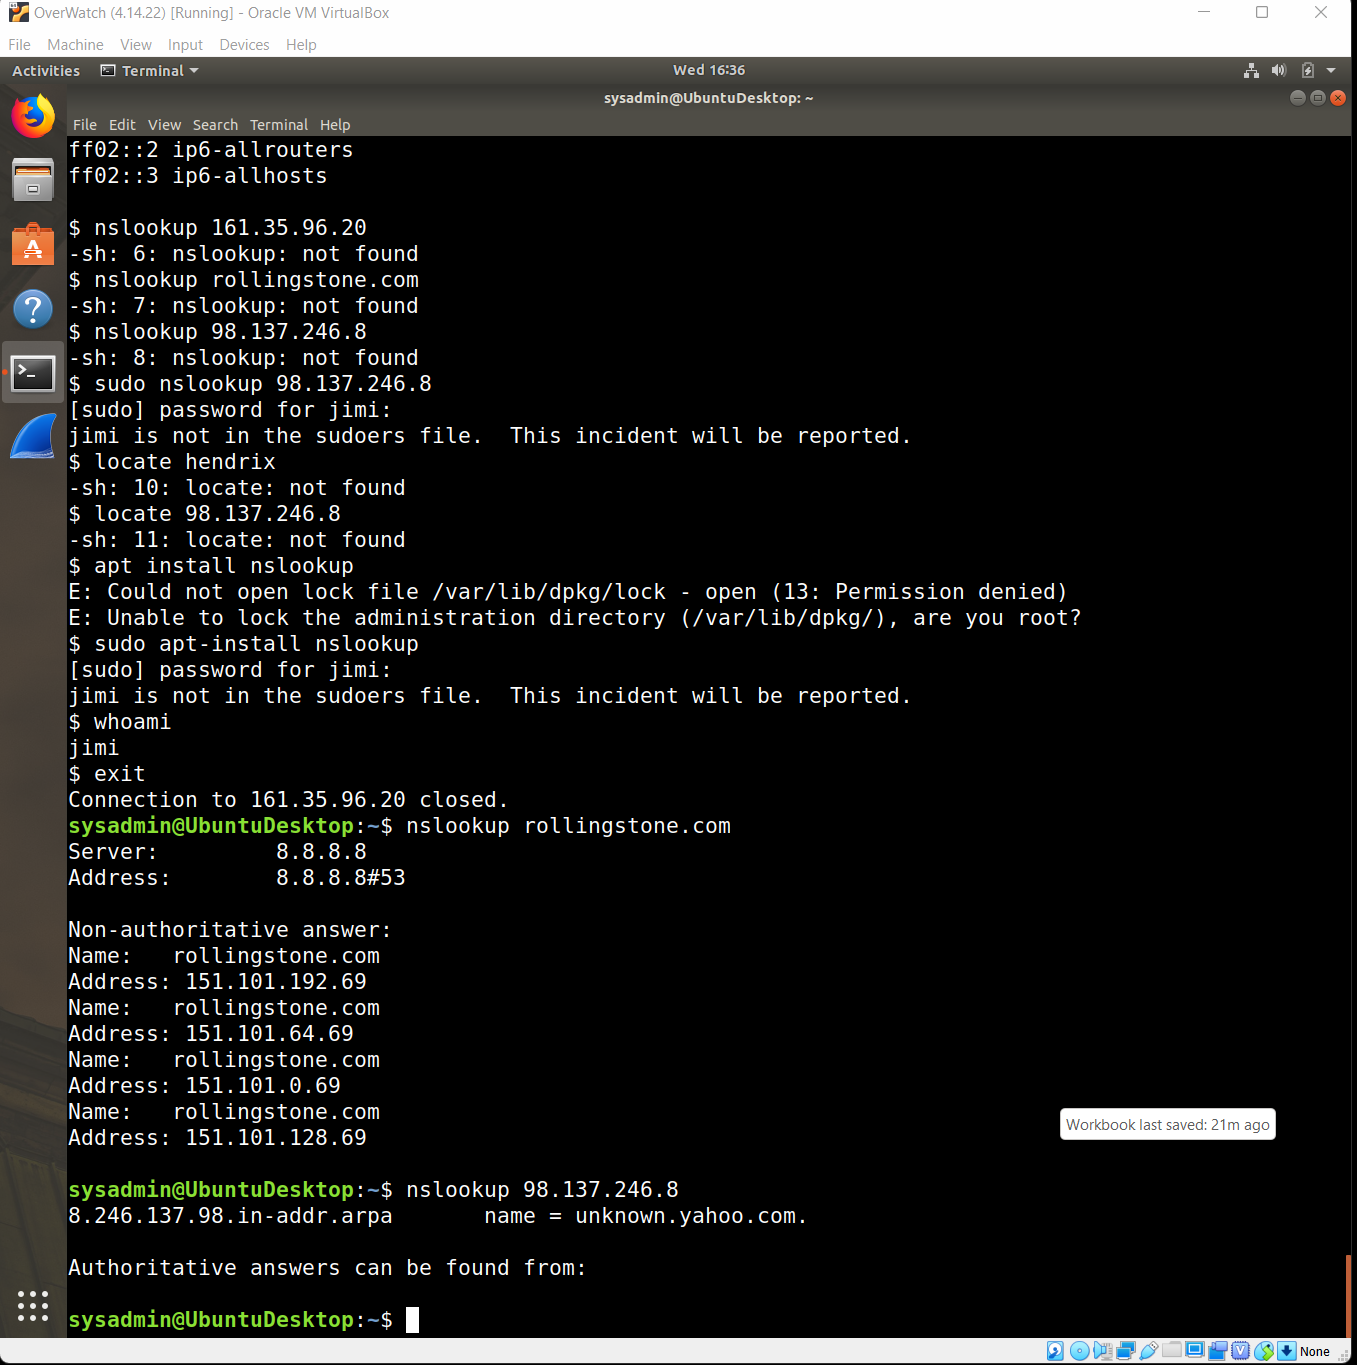 OverWatch (4.14.22) [Running] - Oracle VM VirtualBox
File Machine View Input Devices Help
Activities Terminal Wed 16:36
sysadmin@UbuntuDesktop: ~
File Edit View Search Terminal Help
ff02::2 ip6-allrouters
ff02::3 ip6-allhosts
$ nslookup 161.35.96.20
-sh: 6: nslookup: not found
$ nslookup rollingstone.com
-sh: 7: nslookup: not found
$ nslookup 98.137.246.8
-sh: 8: nslookup: not found
$ sudo nslookup 98.137.246.8
[sudo] password for jimi:
jimi is not in the sudoers file.  This incident will be reported.
$ locate hendrix
-sh: 10: locate: not found
$ locate 98.137.246.8
-sh: 11: locate: not found
$ apt install nslookup
E: Could not open lock file /var/lib/dpkg/lock - open (13: Permission denied)
E: Unable to lock the administration directory (/var/lib/dpkg/), are you root?
$ sudo apt-install nslookup
[sudo] password for jimi:
jimi is not in the sudoers file.  This incident will be reported.
$ whoami
jimi
$ exit
Connection to 161.35.96.20 closed.
sysadmin@UbuntuDesktop:~$ nslookup rollingstone.com
Server:         8.8.8.8
Address:        8.8.8.8#53
Non-authoritative answer:
Name:   rollingstone.com
Address: 151.101.192.69
Name:   rollingstone.com
Address: 151.101.64.69
Name:   rollingstone.com
Address: 151.101.0.69
Name:   rollingstone.com
Address: 151.101.128.69
Workbook last saved: 21m ago
sysadmin@UbuntuDesktop:~$ nslookup 98.137.246.8
8.246.137.98.in-addr.arpa       name = unknown.yahoo.com.
Authoritative answers can be found from:
sysadmin@UbuntuDesktop:~$
None